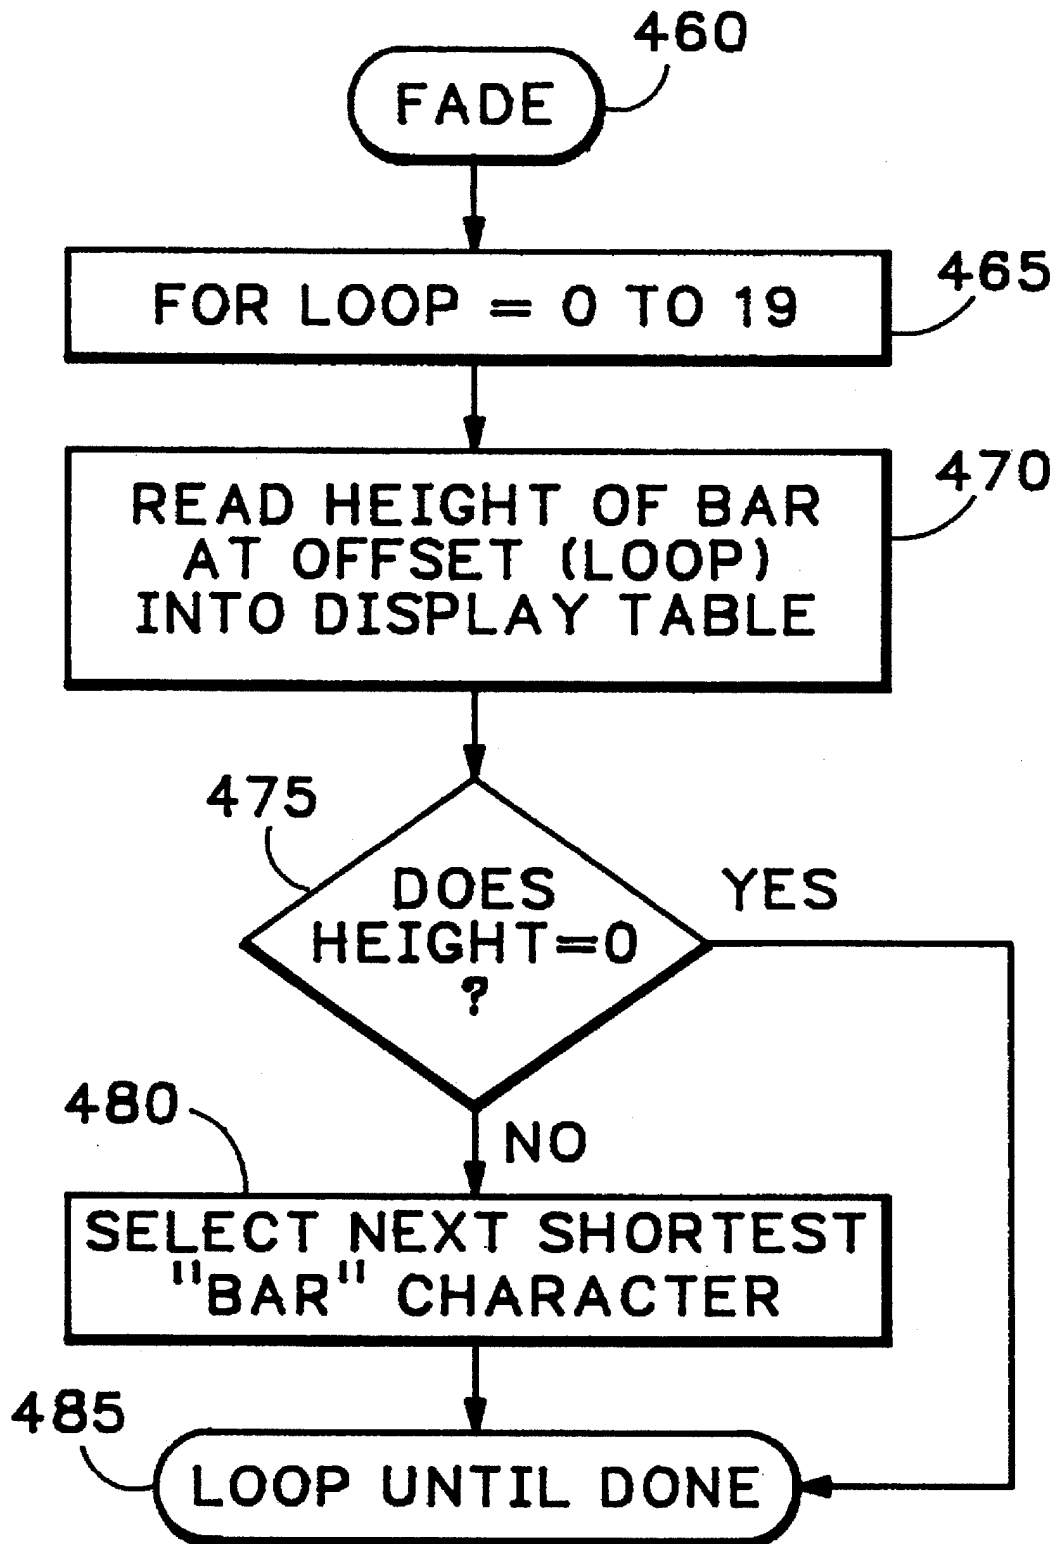 460
FADE
465
FOR LOOP = 0 TO 19
470
READ HEIGHT OF BAR
AT OFFSET (LOOP)
INTO DISPLAY TABLE
475
DOES
HEIGHT=0
?
YES
480
NO
SELECT NEXT SHORTEST
"BAR" CHARACTER
485
LOOP UNTIL DONE